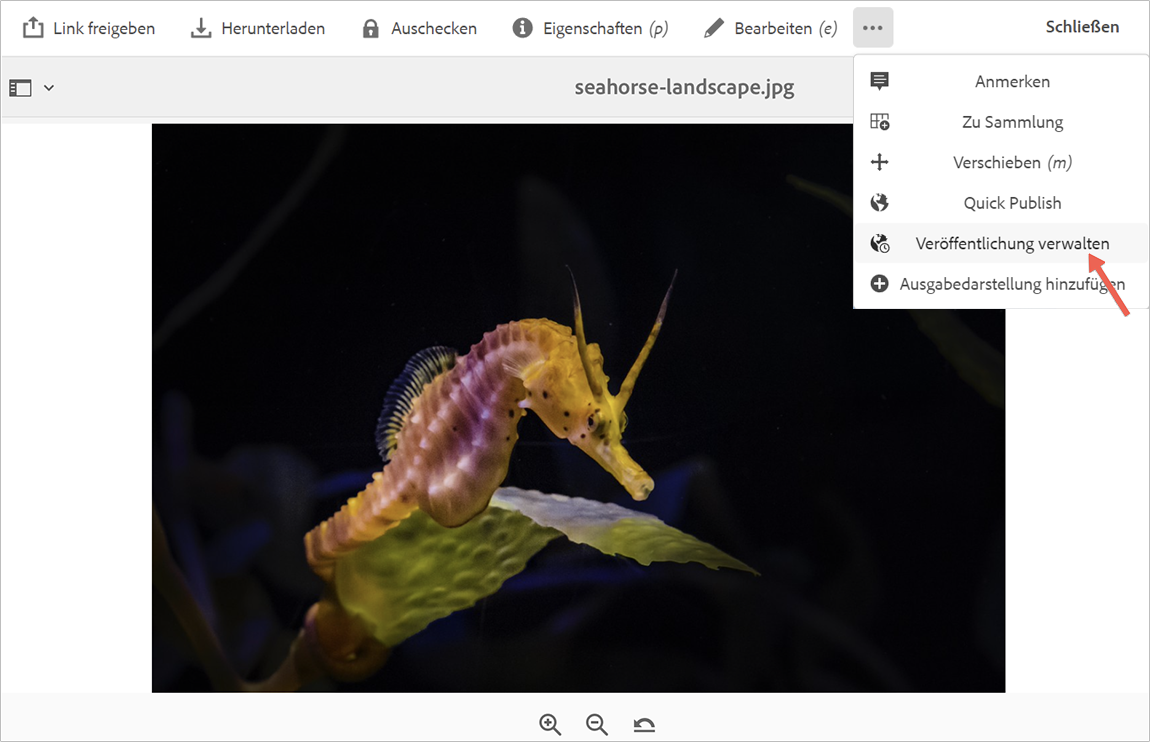 Link freigeben
Herunterladen
Auschecken
Eigenschaften (p)
Bearbeiten (e)
Schließen
seahorse-landscape.jpg
Anmerken
Zu Sammlung
Verschieben (m)
Quick Publish
Veröffentlichung verwalten
Ausgabedarstellung hinzufügen